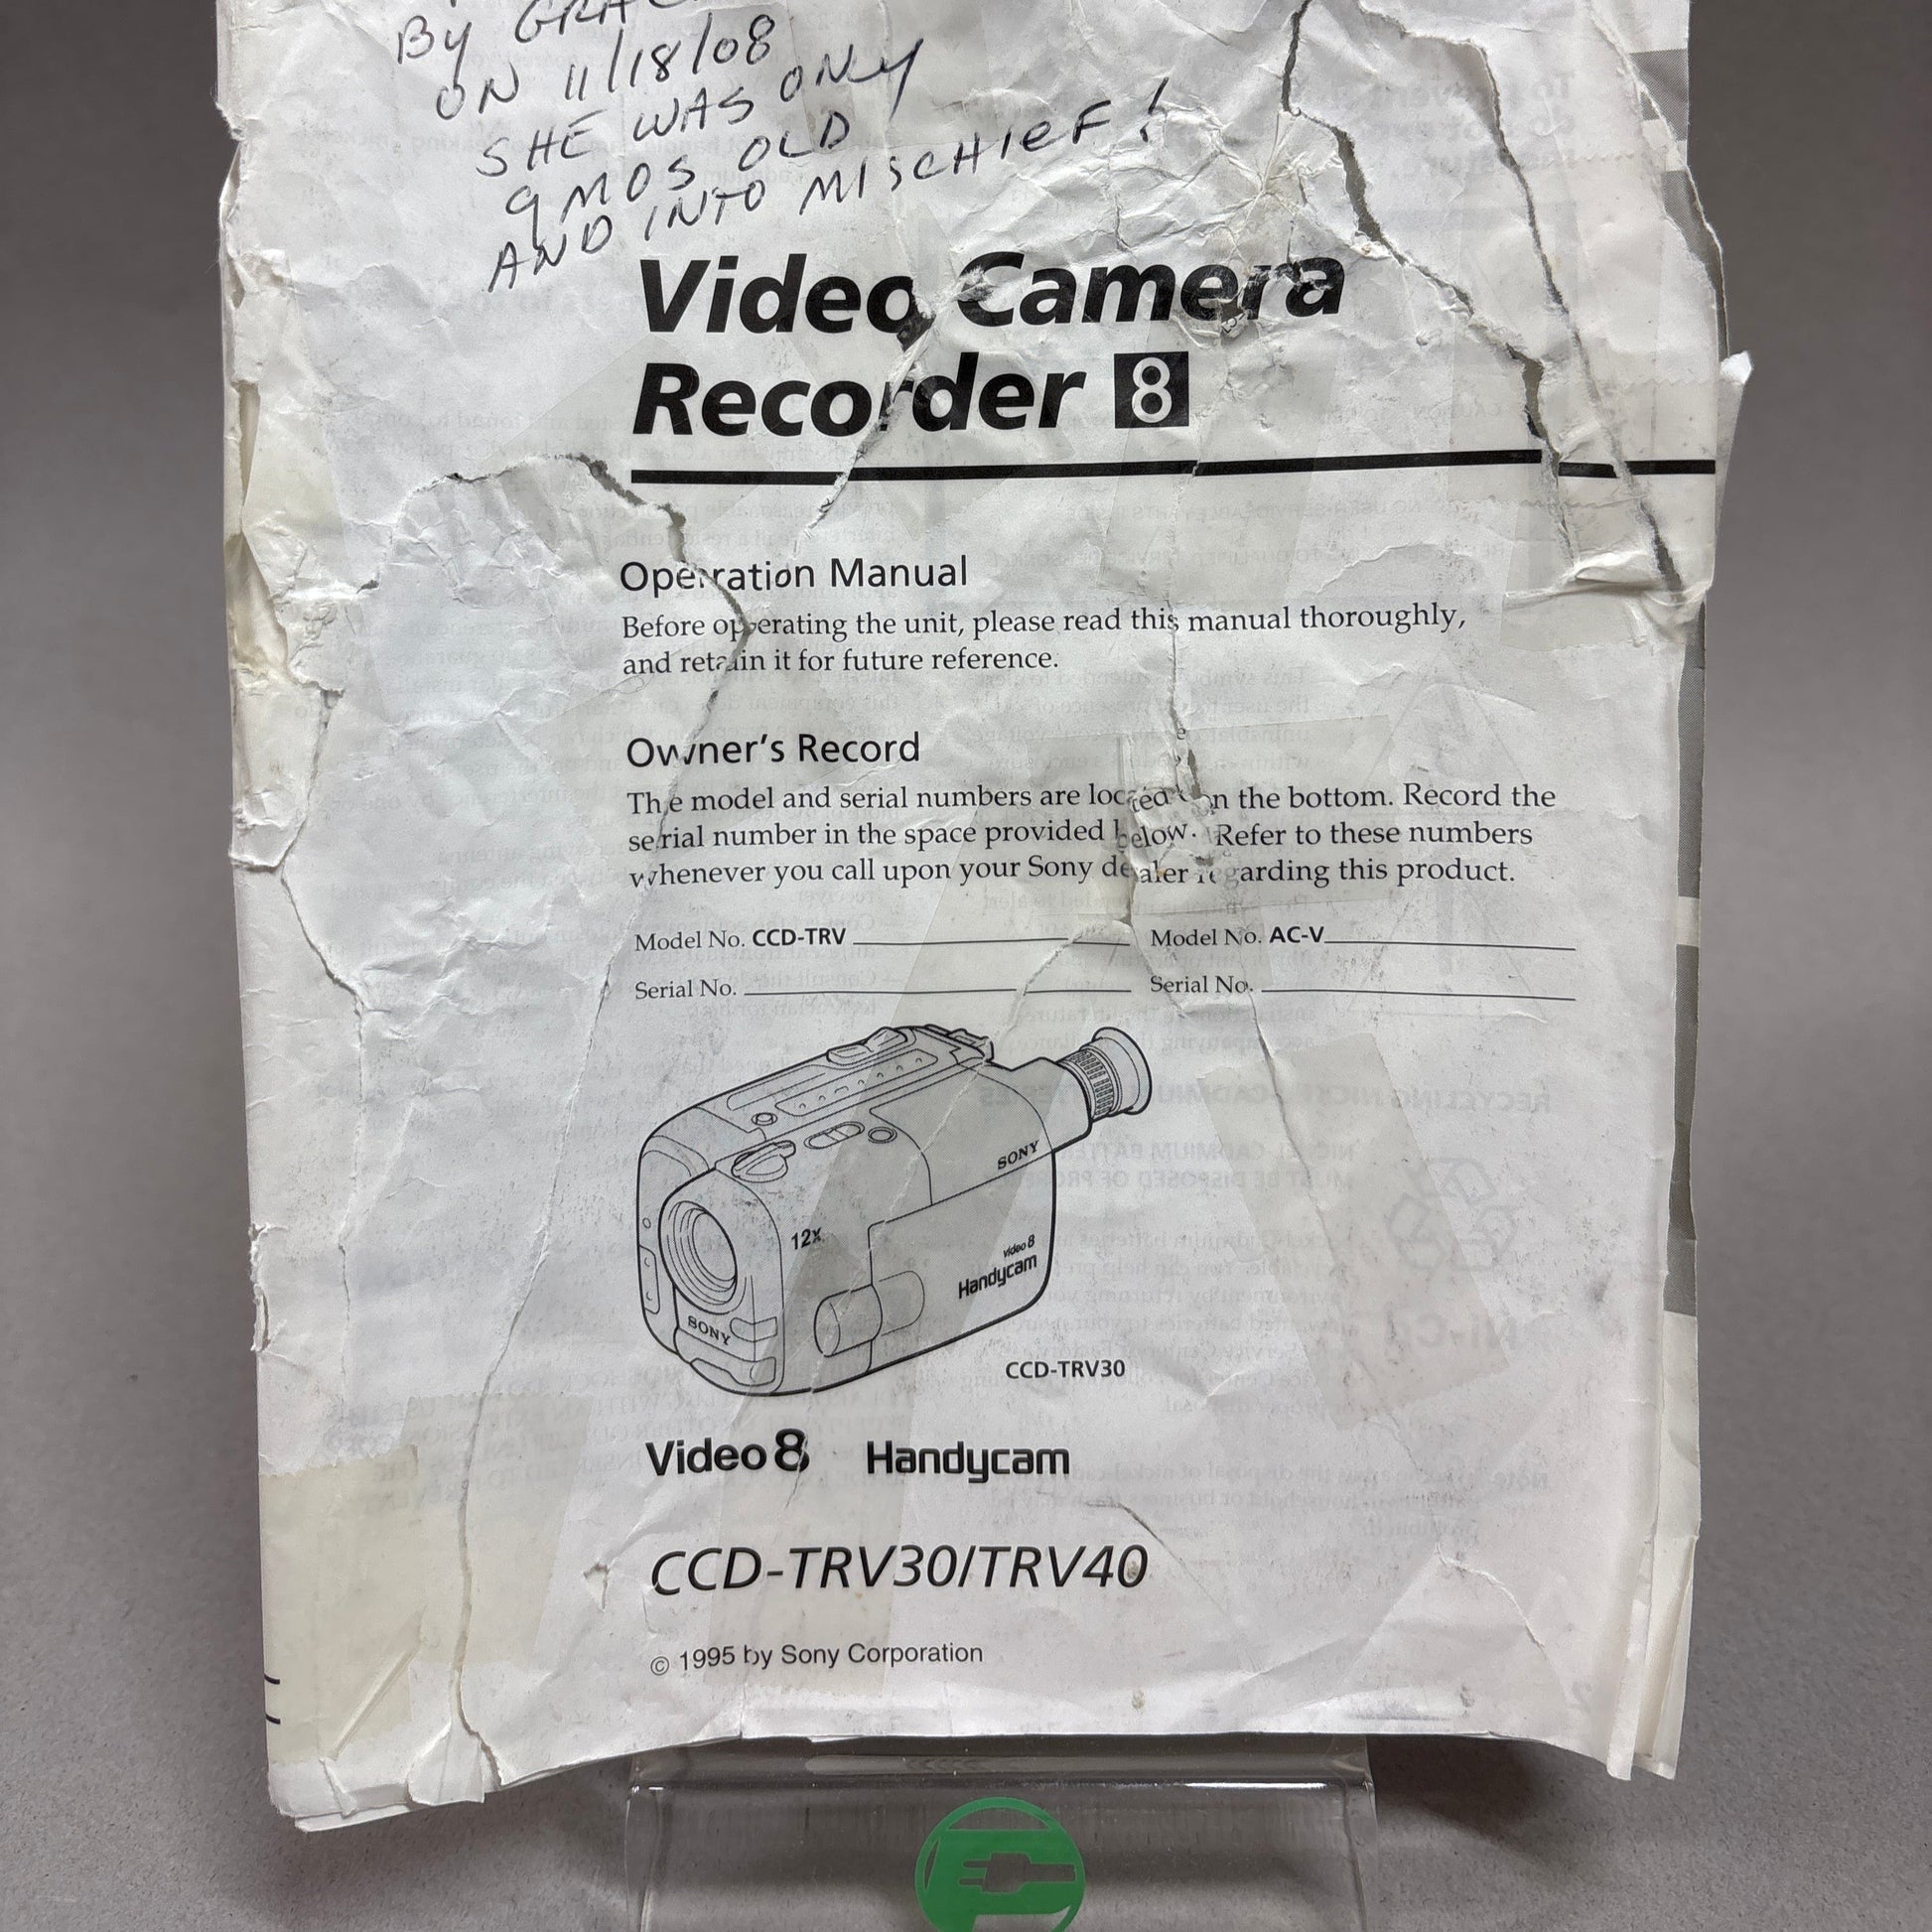 By
ON 11/18/08
SHE WAS ONLY
9 MOS OLD
AND INTO MISCHIEF!
Video Camera
Recorder 8
Operation Manual
Before operating the unit, please read this manual thoroughly,
and retain it for future reference.
Owner's Record
The model and serial numbers are located on the bottom. Record the
serial number in the space provided below. Refer to these numbers
whenever you call upon your Sony dealer regarding this product.
Model No. CCD-TRV Model No. AC-V
Serial No. Serial No.
SONY
12x
video 8
Handycam
SONY
CCD-TRV30
Video 8 Handycam
CCD-TRV30/TRV40
© 1995 by Sony Corporation